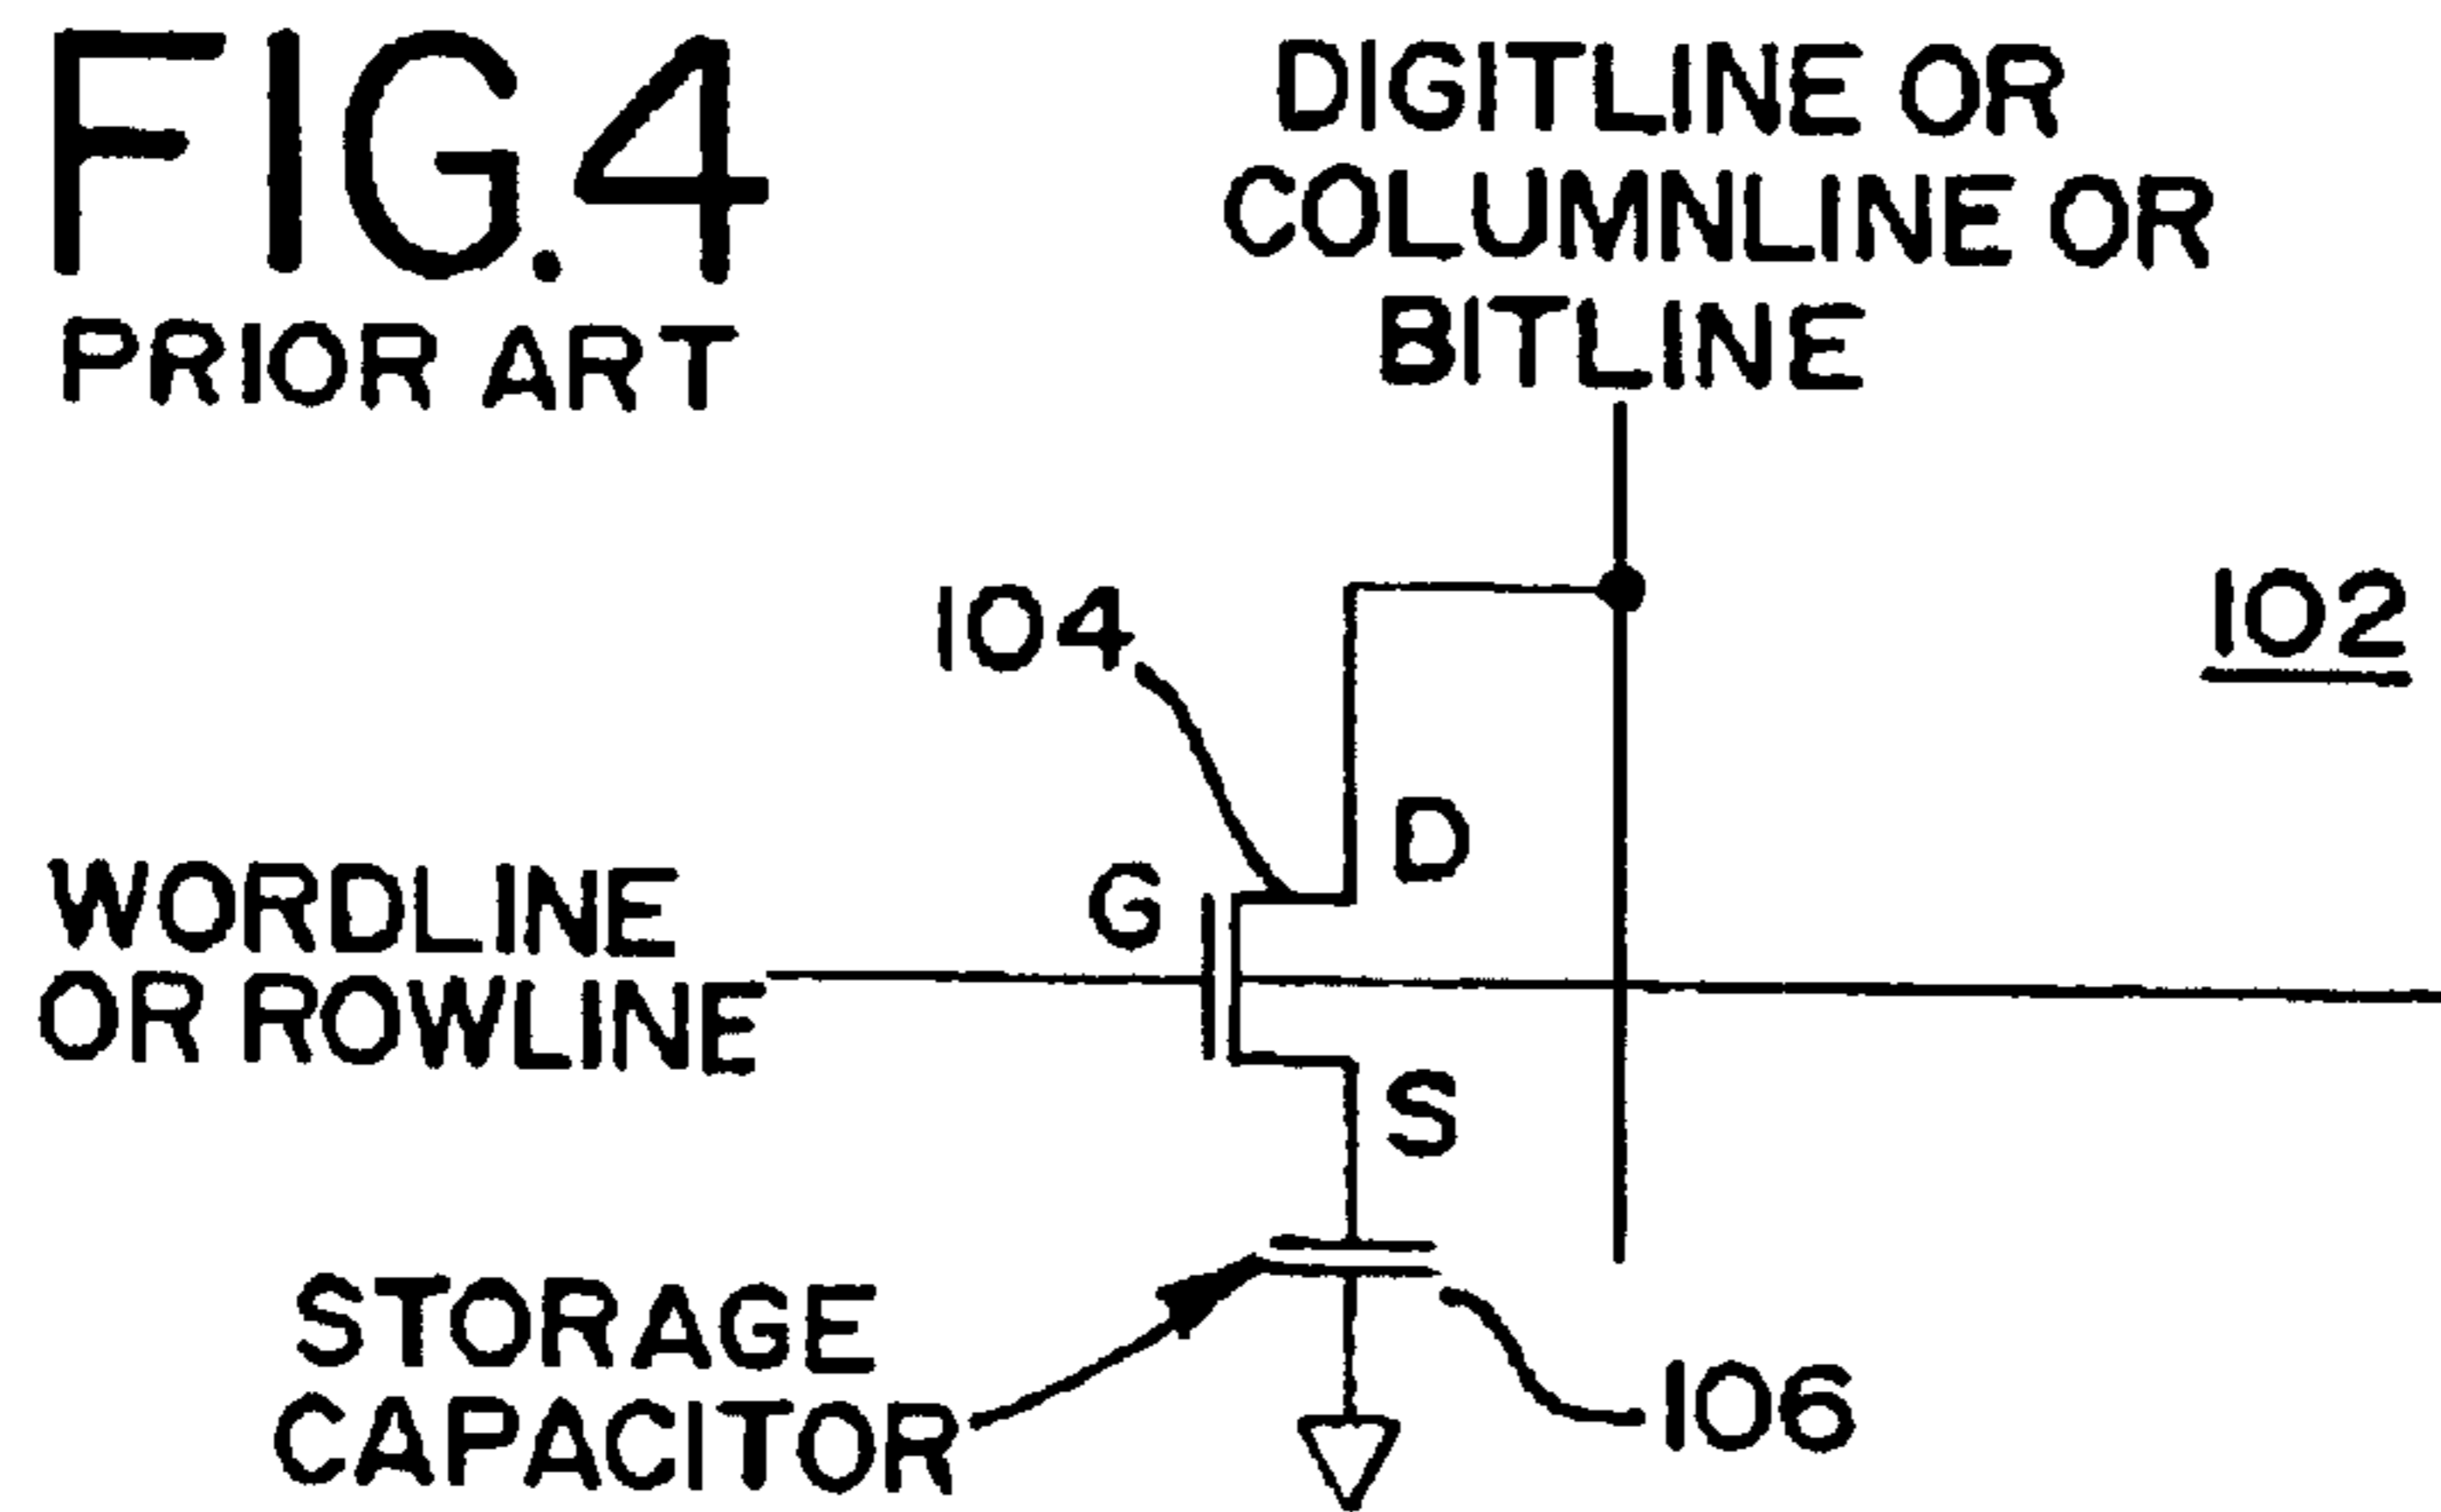 FIG.4
PRIOR ART
DIGITLINE OR
COLUMNLINE OR
BITLINE
104
102
D
G
WORDLINE
OR ROWLINE
S
STORAGE
CAPACITOR
106